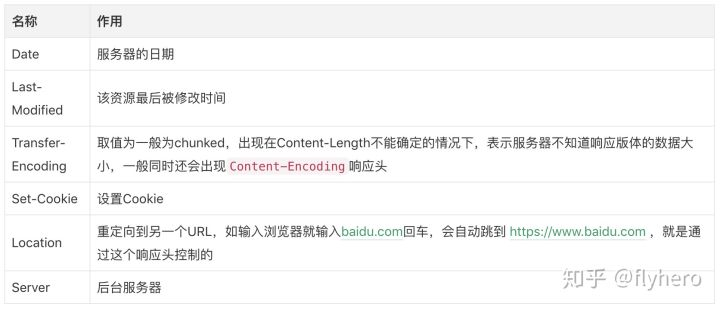 名称 作用
Date 服务器的日期
Last-
Modified 该资源最后被修改时间
Transfer-
Encoding 取值为一般为chunked，出现在Content-Length不能确定的情况下，表示服务器不知道响应版体的数据大
小，一般同时还会出现 Content-Encoding 响应头
Set-Cookie 设置Cookie
Location 重定向到另一个URL，如输入浏览器就输入baidu.com回车，会自动跳到 https://www.baidu.com ，就是通
过这个响应头控制的
Server 后台服务器
知乎 @flyhero